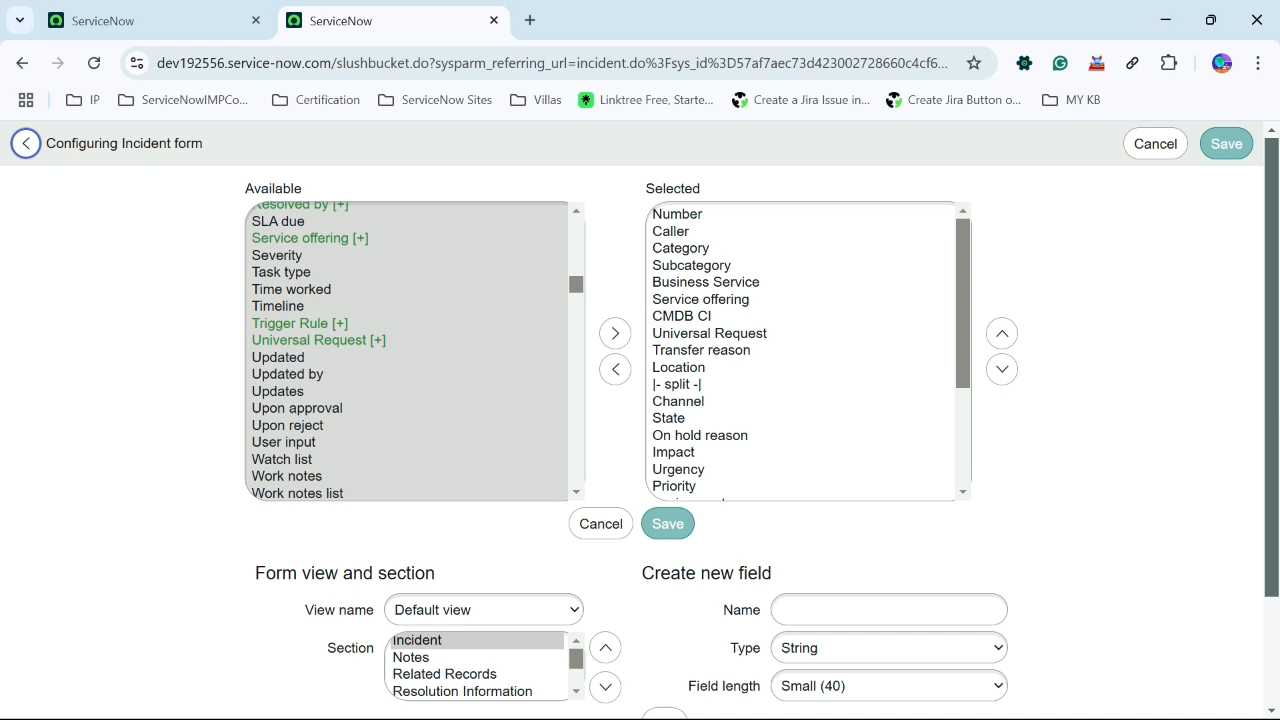 ServiceNow
ServiceNow
dev192556.service-now.com/slushbucket.do?sysparm_referring_url=incident.do%3Fsys_id%3D57af7aec73d423002728660c4cf6...
IP
ServiceNowIMPCo...
Certification
ServiceNow Sites
Villas
Linktree Free, Starte...
Create a Jira Issue in...
Create Jira Button o...
MY KB
Configuring Incident form
Cancel
Save
Available
Resolved by [+]
SLA due
Service offering [+]
Severity
Task type
Time worked
Timeline
Trigger Rule [+]
Universal Request [+]
Updated
Updated by
Updates
Upon approval
Upon reject
User input
Watch list
Work notes
Work notes list
Selected
Number
Caller
Category
Subcategory
Business Service
Service offering
CMDB CI
Universal Request
Transfer reason
Location
|- split -|
Channel
State
On hold reason
Impact
Urgency
Priority
Cancel
Save
Form view and section
View name
Default view
Section
Incident
Notes
Related Records
Resolution Information
Create new field
Name
Type
String
Field length
Small (40)